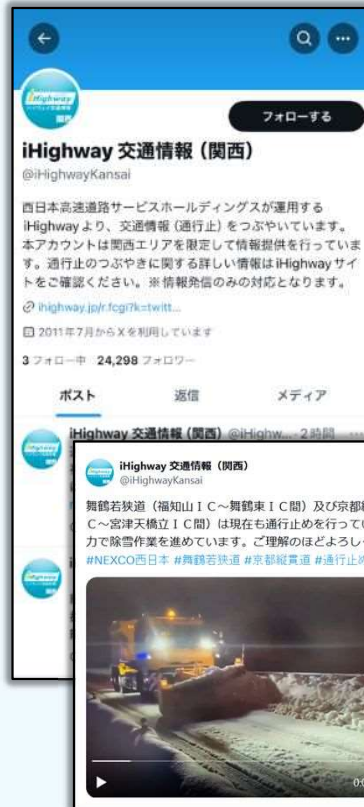 フォローする
iHighway 交通情報（関西）
@iHighwayKansai
西日本高速道路サービスホールディングスが運用する
iHighwayより、交通情報（通行止）をつぶやいています。
本アカウントは関西エリアを限定して情報提供を行っていま
す。通行止のつぶやきに関する詳しい情報はiHighwayサイ
トをご確認ください。※情報発信のみの対応となります。
ihighway.jp/r.fcgi?k=twitt...
2011年7月からXを利用しています
3 フォロー中 24,298 フォロワー
ポスト 返信 メディア
iHighway 交通情報（関西） @iHighw... · 2時間 ...
iHighway 交通情報（関西）
@iHighwayKansai
舞鶴若狭道（福知山ＩＣ～舞鶴東ＩＣ間）及び京都縦
Ｃ～宮津天橋立ＩＣ間）は現在も通行止めを行ってい
力で除雪作業を進めています。ご理解のほどよろし
#NEXCO西日本 #舞鶴若狭道 #京都縦貫道 #通行止め